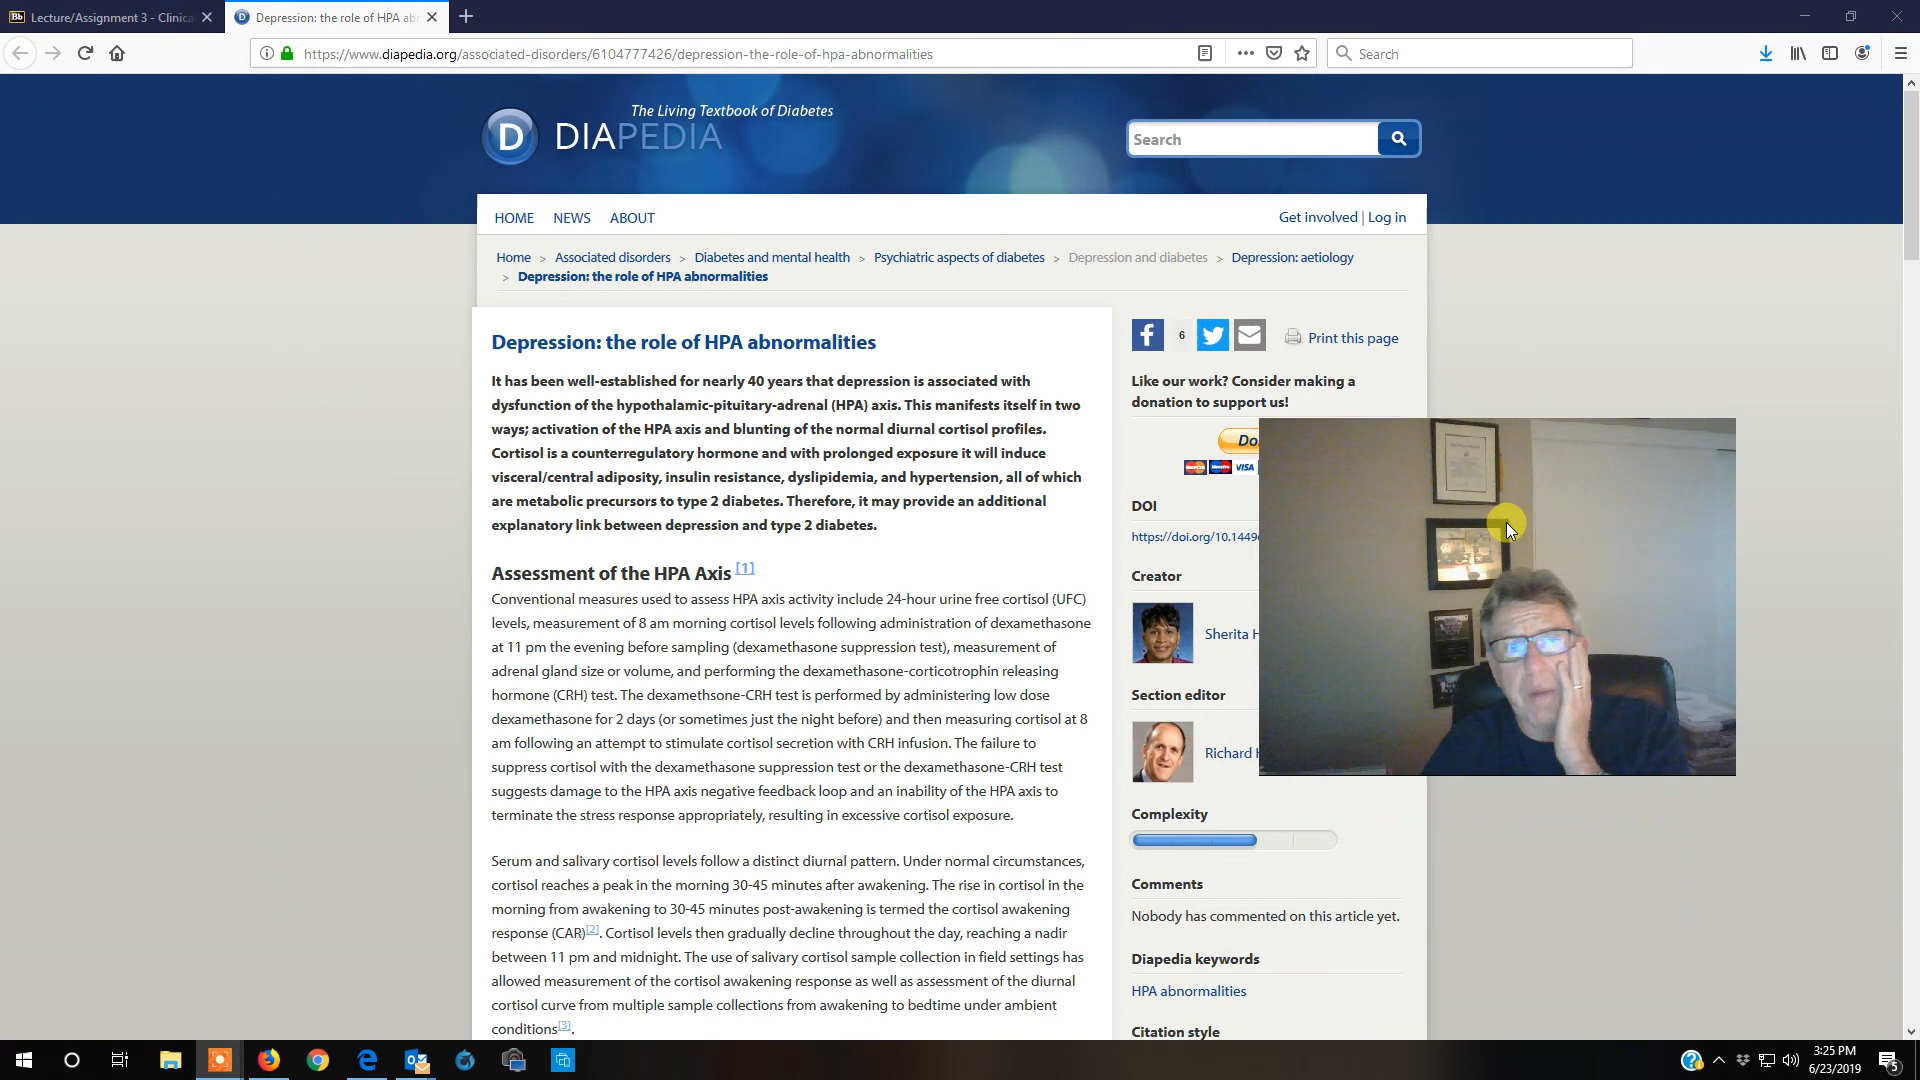 Lecture/Assignment 3 - Clinica
Depression: the role of HPA abn
https://www.diapedia.org/associated-disorders/6104777426/depression-the-role-of-hpa-abnormalities
Search
The Living Textbook of Diabetes
D DIAPEDIA
Search
HOME NEWS ABOUT
Get involved | Log in
Home > Associated disorders > Diabetes and mental health > Psychiatric aspects of diabetes > Depression and diabetes > Depression: aetiology
> Depression: the role of HPA abnormalities
Depression: the role of HPA abnormalities
It has been well-established for nearly 40 years that depression is associated with
dysfunction of the hypothalamic-pituitary-adrenal (HPA) axis. This manifests itself in two
ways; activation of the HPA axis and blunting of the normal diurnal cortisol profiles.
Cortisol is a counterregulatory hormone and with prolonged exposure it will induce
visceral/central adiposity, insulin resistance, dyslipidemia, and hypertension, all of which
are metabolic precursors to type 2 diabetes. Therefore, it may provide an additional
explanatory link between depression and type 2 diabetes.
Assessment of the HPA Axis [1]
Conventional measures used to assess HPA axis activity include 24-hour urine free cortisol (UFC)
levels, measurement of 8 am morning cortisol levels following administration of dexamethasone
at 11 pm the evening before sampling (dexamethasone suppression test), measurement of
adrenal gland size or volume, and performing the dexamethasone-corticotrophin releasing
hormone (CRH) test. The dexamethsone-CRH test is performed by administering low dose
dexamethasone for 2 days (or sometimes just the night before) and then measuring cortisol at 8
am following an attempt to stimulate cortisol secretion with CRH infusion. The failure to
suppress cortisol with the dexamethasone suppression test or the dexamethasone-CRH test
suggests damage to the HPA axis negative feedback loop and an inability of the HPA axis to
terminate the stress response appropriately, resulting in excessive cortisol exposure.
Serum and salivary cortisol levels follow a distinct diurnal pattern. Under normal circumstances,
cortisol reaches a peak in the morning 30-45 minutes after awakening. The rise in cortisol in the
morning from awakening to 30-45 minutes post-awakening is termed the cortisol awakening
response (CAR)[2]. Cortisol levels then gradually decline throughout the day, reaching a nadir
between 11 pm and midnight. The use of salivary cortisol sample collection in field settings has
allowed measurement of the cortisol awakening response as well as assessment of the diurnal
cortisol curve from multiple sample collections from awakening to bedtime under ambient
conditions[3].
6
Print this page
Like our work? Consider making a
donation to support us!
Do
VISA
DOI
https://doi.org/10.1449
Creator
Sherita H
Section editor
Richard H
Complexity
Comments
Nobody has commented on this article yet.
Diapedia keywords
HPA abnormalities
Citation style
3:25 PM
6/23/2019
5